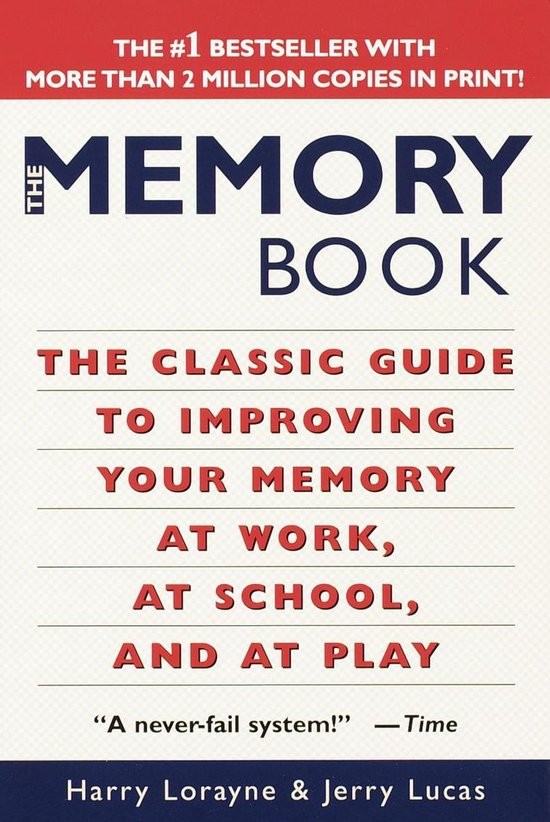 THE #1 BESTSELLER WITH
MORE THAN 2 MILLION COPIES IN PRINT!
THE MEMORY
BOOK
THE CLASSIC GUIDE
TO IMPROVING
YOUR MEMORY
AT WORK,
AT SCHOOL,
AND AT PLAY
“A never-fail system!” —Time
Harry Lorayne & Jerry Lucas